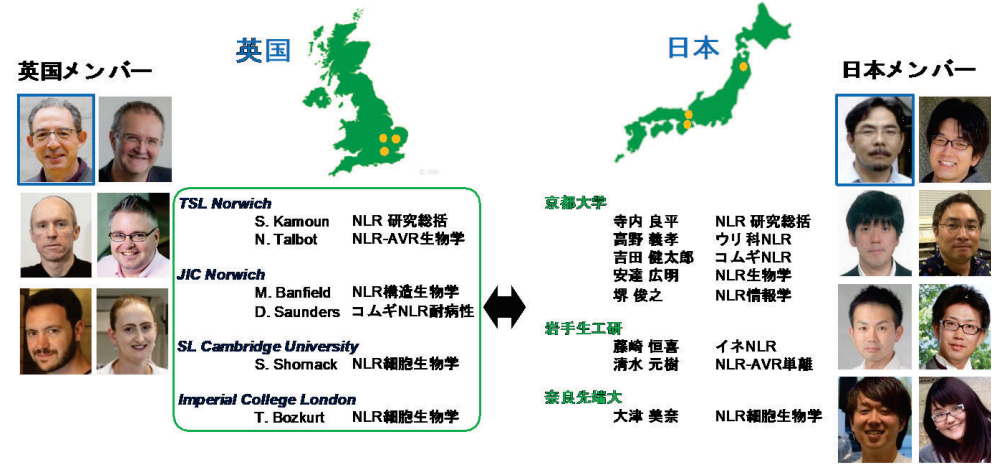 英国
日本
英国メンバー
日本メンバー
TSL Norwich
S. Kamoun NLR 研究総括
N. Talbot NLR-AVR生物学
JIC Norwich
M. Banfield NLR構造生物学
D. Saunders コムギNLR耐病性
SL Cambridge University
S. Shornack NLR細胞生物学
Imperial College London
T. Bozkurt NLR細胞生物学
京都大学
寺内 良平 NLR 研究総括
高野 義孝 ウリ科NLR
吉田 健太郎 コムギNLR
安達 広明 NLR生物学
堺 俊之 NLR情報学
岩手生工研
藤崎 恒喜 イネNLR
清水 元樹 NLR-AVR単離
奈良先端大
大津 美奈 NLR細胞生物学